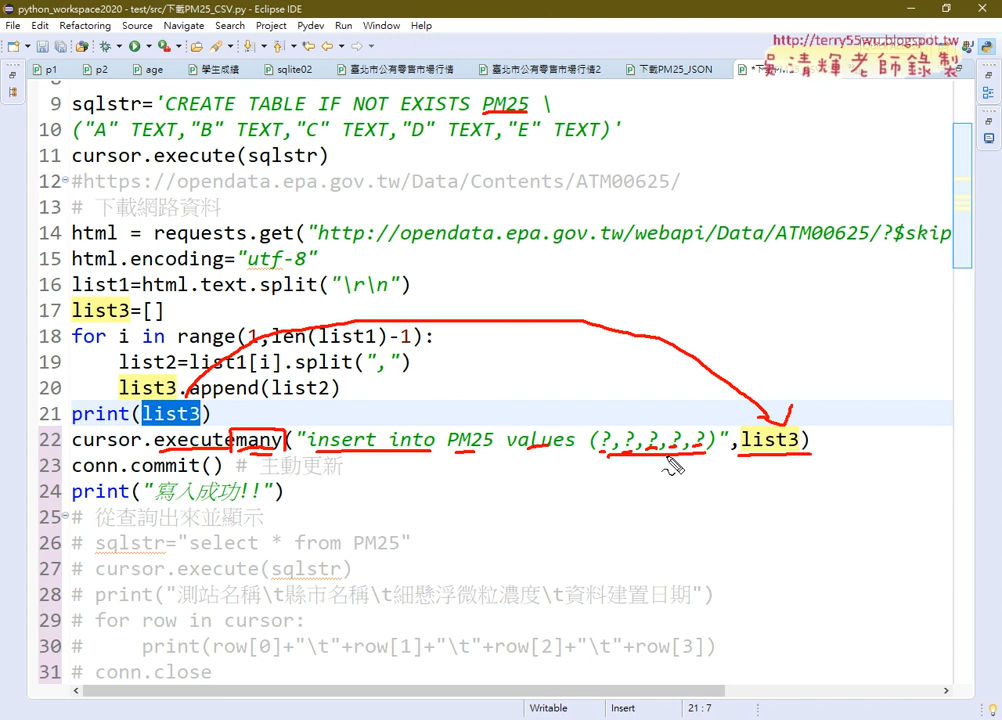 python_workspace2020 - test/src/下載PM25_CSV.py - Eclipse IDE
File Edit Refactoring Source Navigate Search Project Pydev Run Window Help
http://terry55wu.blogspot.tw
吳清輝老師錄製
p1 p2 age 學生成績 sqlite02 臺北市公有零售市場行情 臺北市公有零售市場行情2 下載PM25_JSON
9 sqlstr='CREATE TABLE IF NOT EXISTS PM25 \
10 ("A" TEXT,"B" TEXT,"C" TEXT,"D" TEXT,"E" TEXT)'
11 cursor.execute(sqlstr)
12 #https://opendata.epa.gov.tw/Data/Contents/ATM00625/
13 # 下載網路資料
14 html = requests.get("http://opendata.epa.gov.tw/webapi/Data/ATM00625/?$skip
15 html.encoding="utf-8"
16 list1=html.text.split("\r\n")
17 list3=[]
18 for i in range(1,len(list1)-1):
19 list2=list1[i].split(",")
20 list3.append(list2)
21 print(list3)
22 cursor.executemany("insert into PM25 values (?,?,?,?,?)",list3)
23 conn.commit() # 主動更新
24 print("寫入成功!!")
25 # 從查詢出來並顯示
26 # sqlstr="select * from PM25"
27 # cursor.execute(sqlstr)
28 # print("測站名稱\t縣市名稱\t細懸浮微粒濃度\t資料建置日期")
29 # for row in cursor:
30 # print(row[0]+"\t"+row[1]+"\t"+row[2]+"\t"+row[3])
31 # conn.close
Writable Insert 21 : 7